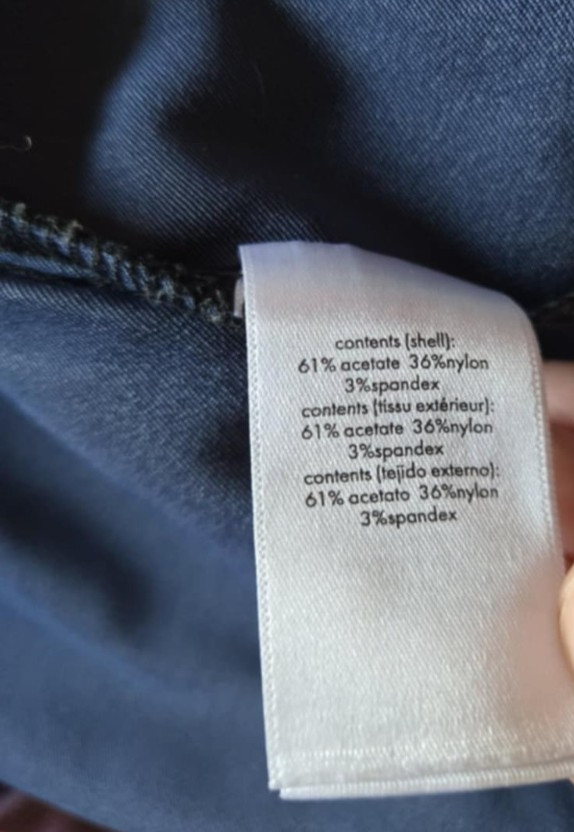 contents (shell):
61% acetate 36%nylon
3%spandex
contents (tissu extérieur):
61% acetate 36%nylon
3%spandex
contents (tejido externo):
61% acetato 36%nylon
3%spandex